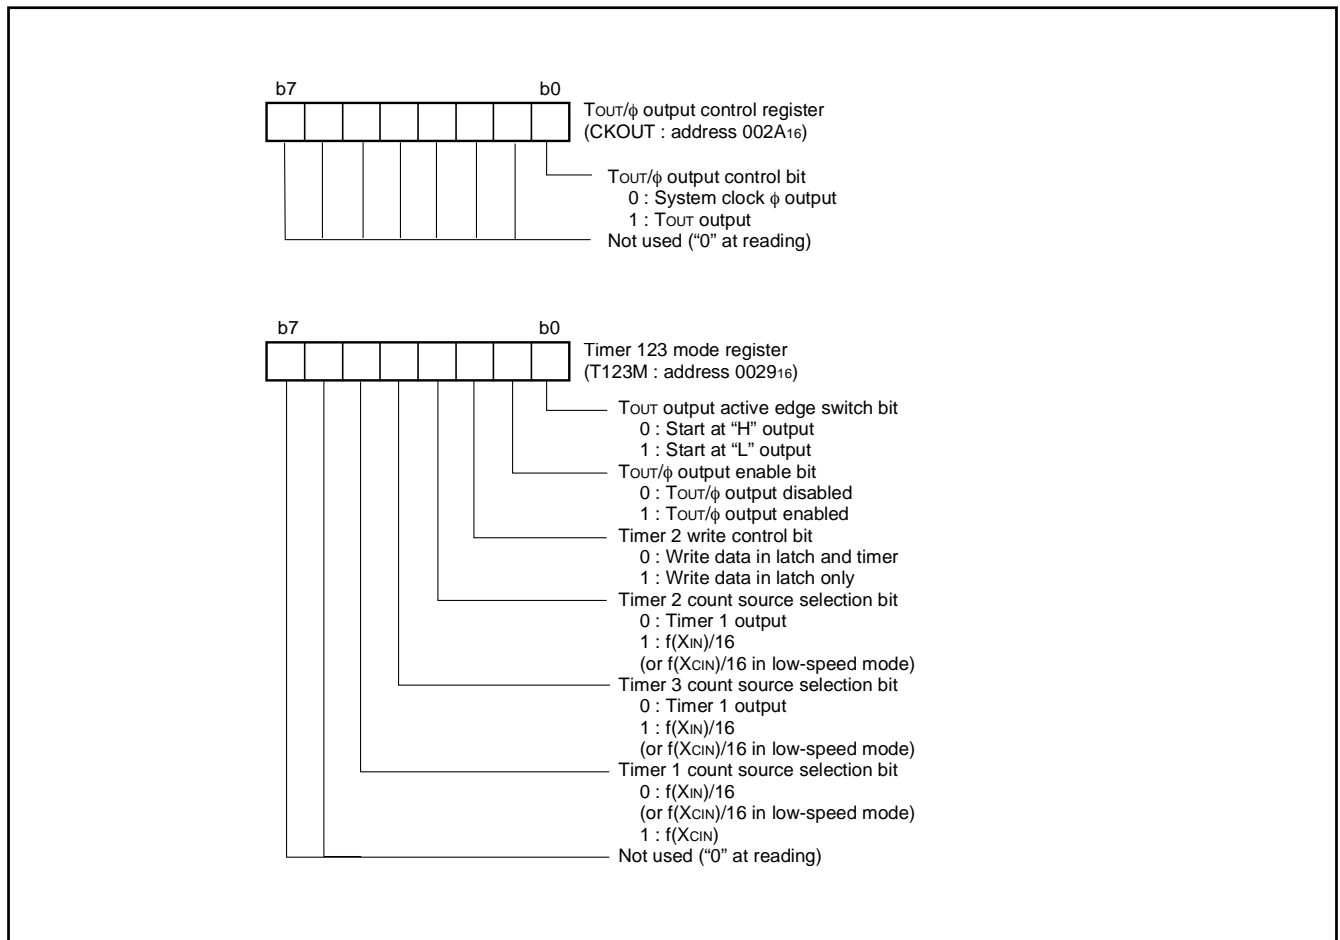 b7 b0
TOUT/ϕ output control register
(CKOUT : address 002A16)
TOUT/ϕ output control bit
0 : System clock ϕ output
1 : TOUT output
Not used (“0” at reading)
b7 b0
Timer 123 mode register
(T123M : address 002916)
TOUT output active edge switch bit
0 : Start at “H” output
1 : Start at “L” output
TOUT/ϕ output enable bit
0 : TOUT/ϕ output disabled
1 : TOUT/ϕ output enabled
Timer 2 write control bit
0 : Write data in latch and timer
1 : Write data in latch only
Timer 2 count source selection bit
0 : Timer 1 output
1 : f(XIN)/16
(or f(XCIN)/16 in low-speed mode)
Timer 3 count source selection bit
0 : Timer 1 output
1 : f(XIN)/16
(or f(XCIN)/16 in low-speed mode)
Timer 1 count source selection bit
0 : f(XIN)/16
(or f(XCIN)/16 in low-speed mode)
1 : f(XCIN)
Not used (“0” at reading)